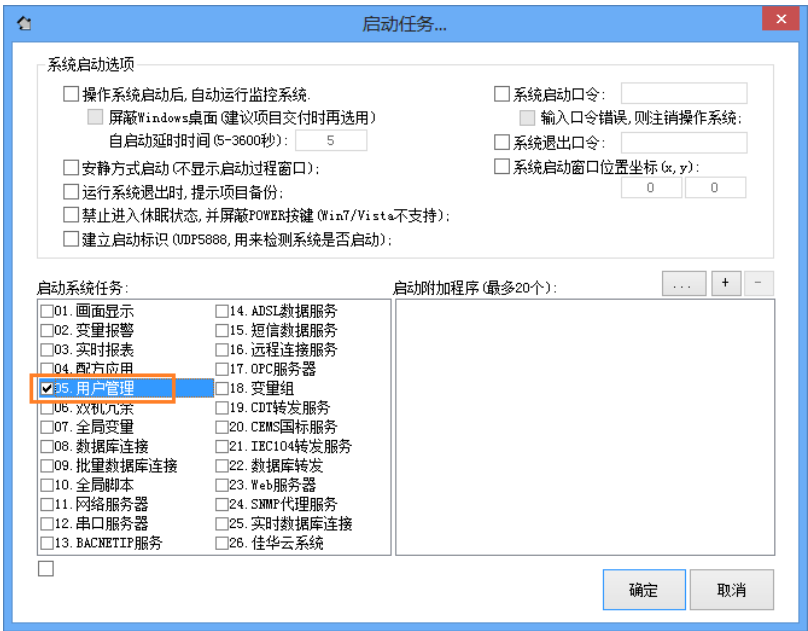 启动任务...
系统启动选项
操作系统启动后,自动运行监控系统.
屏蔽Windows桌面(建议项目交付时再选用)
自启动延时时间(5-3600秒): 5
安静方式启动(不显示启动过程窗口);
运行系统退出时,提示项目备份;
禁止进入休眠状态,并屏蔽POWER按键(Win7/Vista不支持);
建立启动标识(UDP5888,用来检测系统是否启动);
系统启动口令:
输入口令错误,则注销操作系统;
系统退出口令:
系统启动窗口位置坐标(x,y):
0 0
启动系统任务:
01.画面显示
02.变量报警
03.实时报表
04.配方应用
05.用户管理
06.双机冗余
07.全局变量
08.数据库连接
09.批量数据库连接
10.全局脚本
11.网络服务器
12.串口服务器
13.BACNETIP服务
14.ADSL数据服务
15.短信数据服务
16.远程连接服务
17.OPC服务器
18.变量组
19.CDT转发服务
20.CEMS国标服务
21.IEC104转发服务
22.数据库转发
23.Web服务器
24.SNMP代理服务
25.实时数据库连接
26.佳华云系统
启动附加程序(最多20个):
... + -
确定 取消